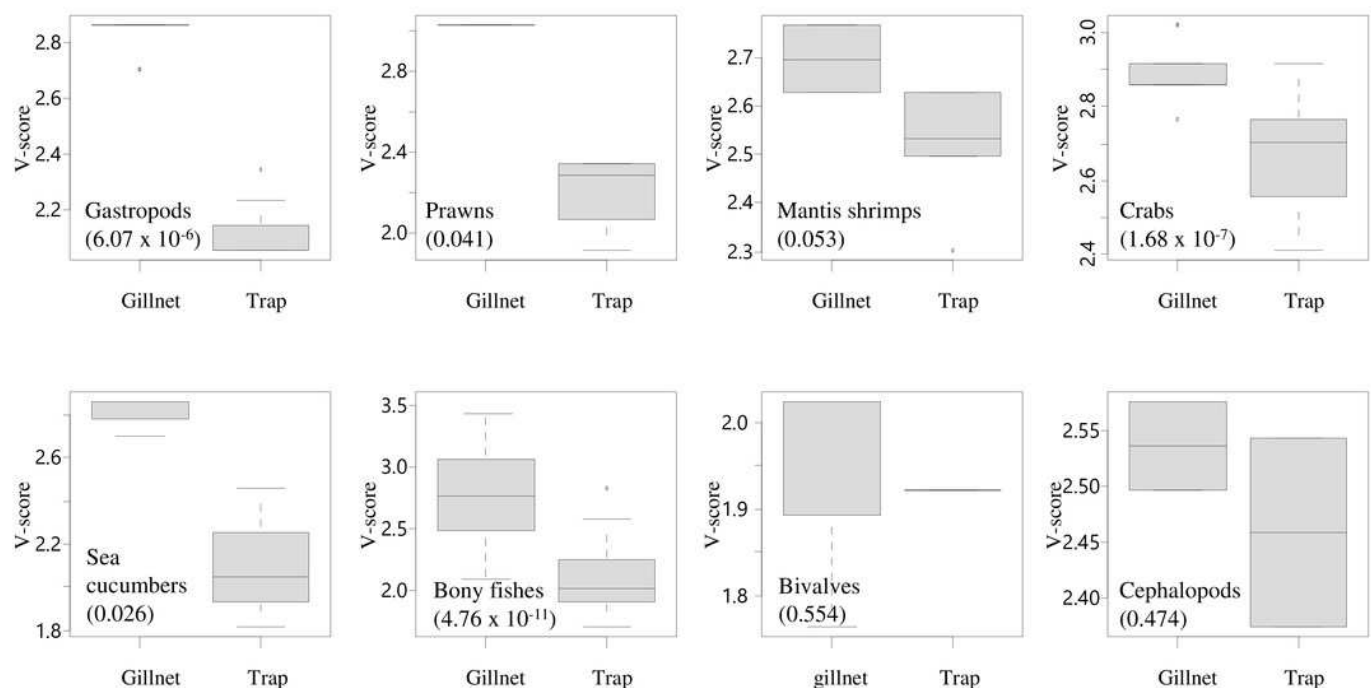 V-score
2.8
2.6
2.4
2.2
Gastropods
(6.07 x 10-6)
Gillnet Trap
V-score
2.8
2.4
2.0
Prawns
(0.041)
Gillnet Trap
V-score
2.7
2.6
2.5
2.4
2.3
Mantis shrimps
(0.053)
Gillnet Trap
V-score
3.0
2.8
2.6
2.4
Crabs
(1.68 x 10-7)
Gillnet Trap
V-score
2.6
2.2
1.8
Sea
cucumbers
(0.026)
Gillnet Trap
V-score
3.5
3.0
2.5
2.0
Bony fishes
(4.76 x 10-11)
Gillnet Trap
V-score
2.0
1.9
1.8
Bivalves
(0.554)
gillnet Trap
V-score
2.55
2.50
2.45
2.40
Cephalopods
(0.474)
Gillnet Trap